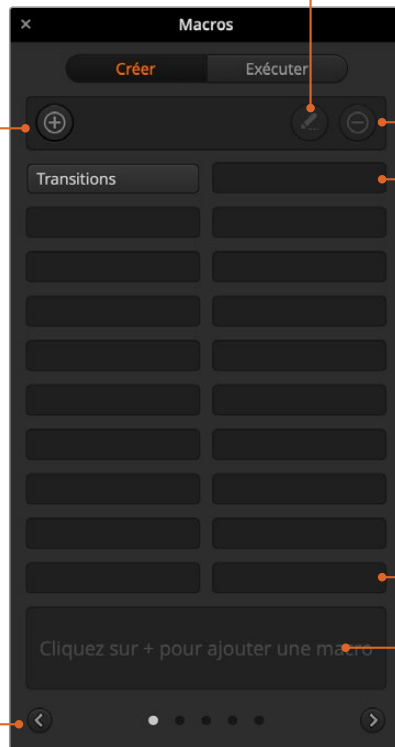 Macros
Créer
Exécuter
Transitions
Cliquez sur + pour ajouter une macro